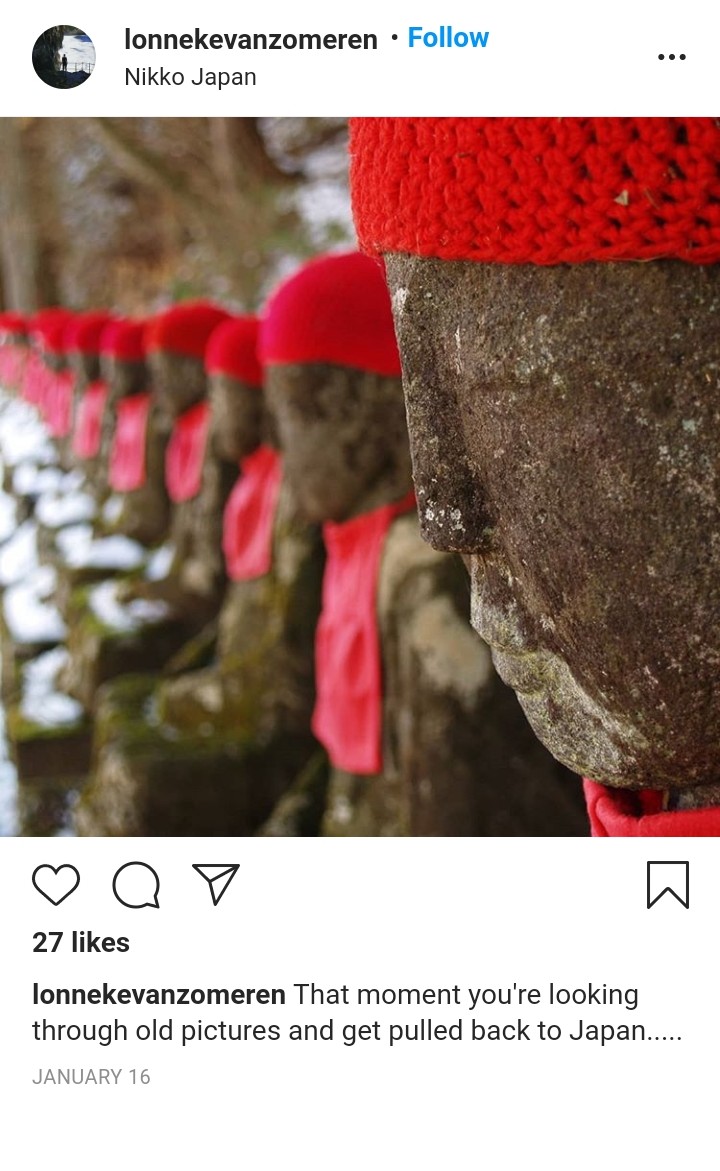 lonnekevanzomeren • Follow
Nikko Japan
27 likes
lonnekevanzomeren That moment you're looking
through old pictures and get pulled back to Japan.....
JANUARY 16